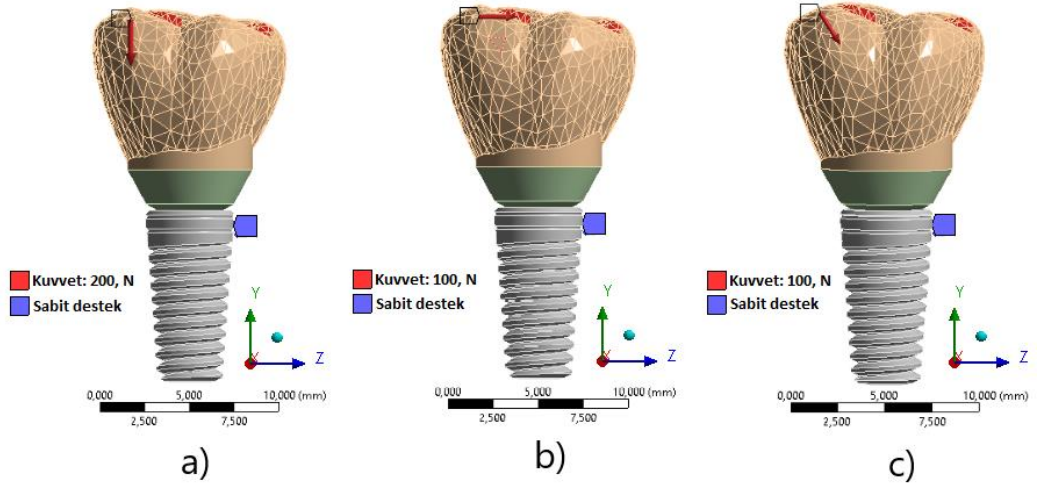 Kuvvet: 200, N
Sabit destek
Y
X
Z
0,000 5,000 10,000 (mm)
2,500 7,500
a)
Kuvvet: 100, N
Sabit destek
Y
X
Z
0,000 5,000 10,000 (mm)
2,500 7,500
b)
Kuvvet: 100, N
Sabit destek
Y
X
Z
0,000 5,000 10,000 (mm)
2,500 7,500
c)